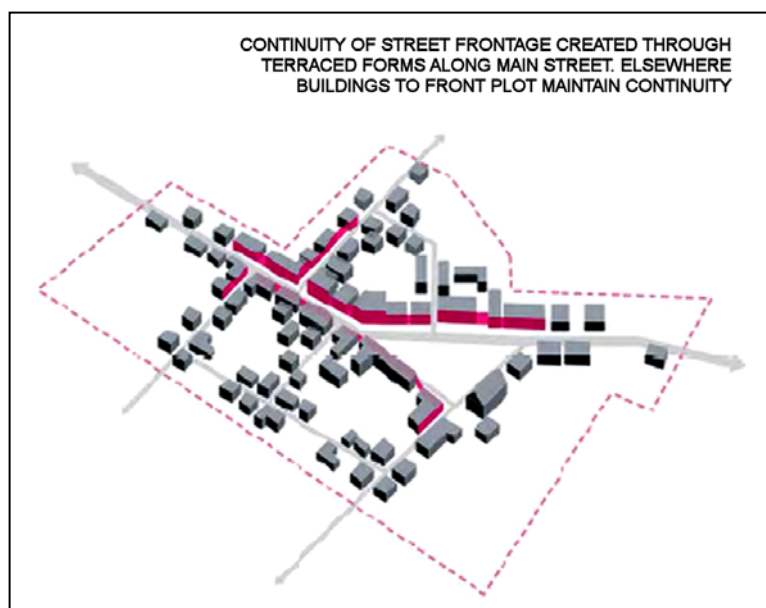 CONTINUITY OF STREET FRONTAGE CREATED THROUGH
TERRACED FORMS ALONG MAIN STREET. ELSEWHERE
BUILDINGS TO FRONT PLOT MAINTAIN CONTINUITY